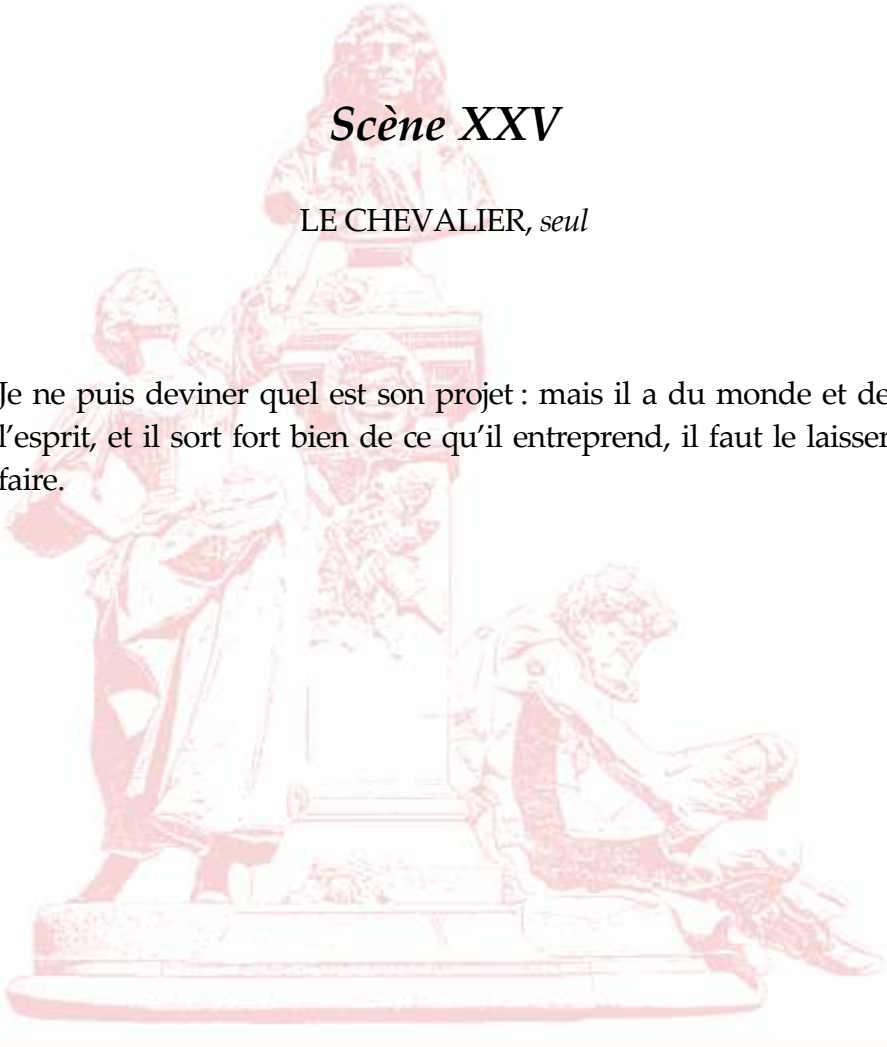 Scène XXV
LE CHEVALIER, seul
Je ne puis deviner quel est son projet : mais il a du monde et de
l'esprit, et il sort fort bien de ce qu'il entreprend, il faut le laisser
faire.